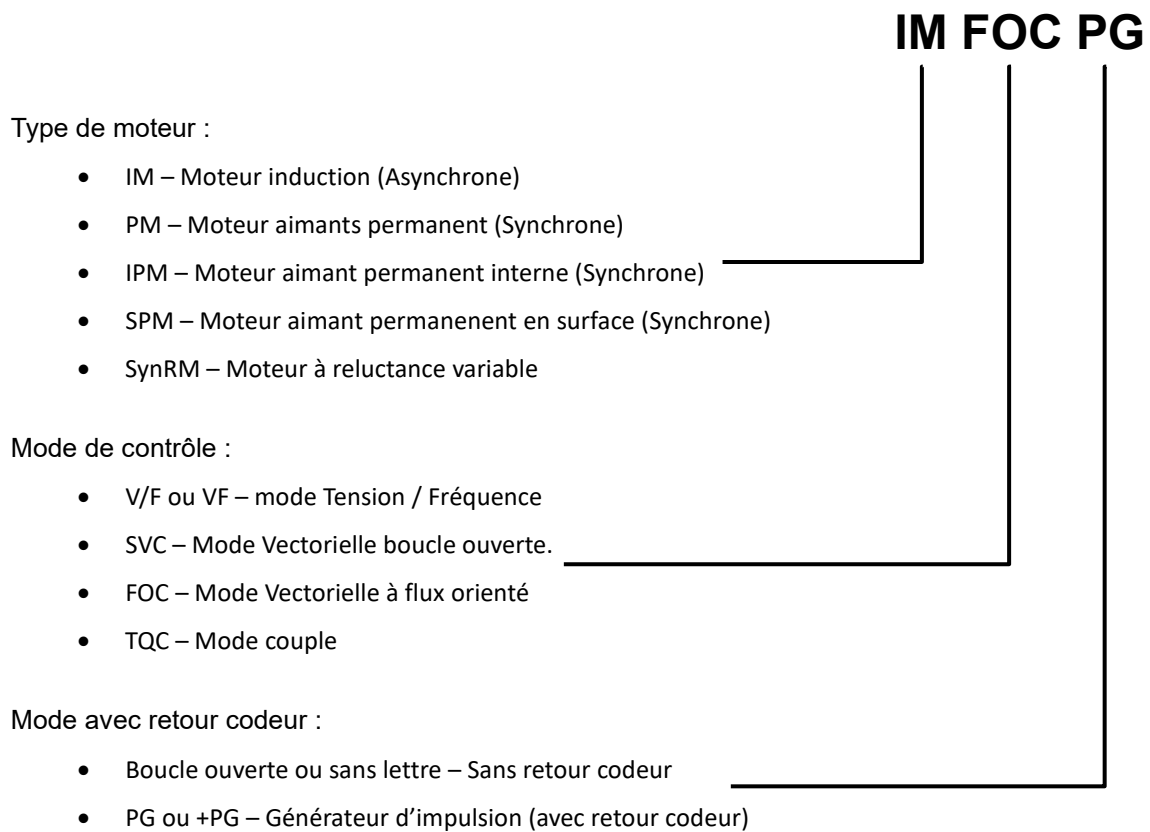 IM FOC PG
Type de moteur :
• IM – Moteur induction (Asynchrone)
• PM – Moteur aimants permanent (Synchrone)
• IPM – Moteur aimant permanent interne (Synchrone)
• SPM – Moteur aimant permanenent en surface (Synchrone)
• SynRM – Moteur à reluctance variable
Mode de contrôle :
• V/F ou VF – mode Tension / Fréquence
• SVC – Mode Vectorielle boucle ouverte.
• FOC – Mode Vectorielle à flux orienté
• TQC – Mode couple
Mode avec retour codeur :
• Boucle ouverte ou sans lettre – Sans retour codeur
• PG ou +PG – Générateur d’impulsion (avec retour codeur)